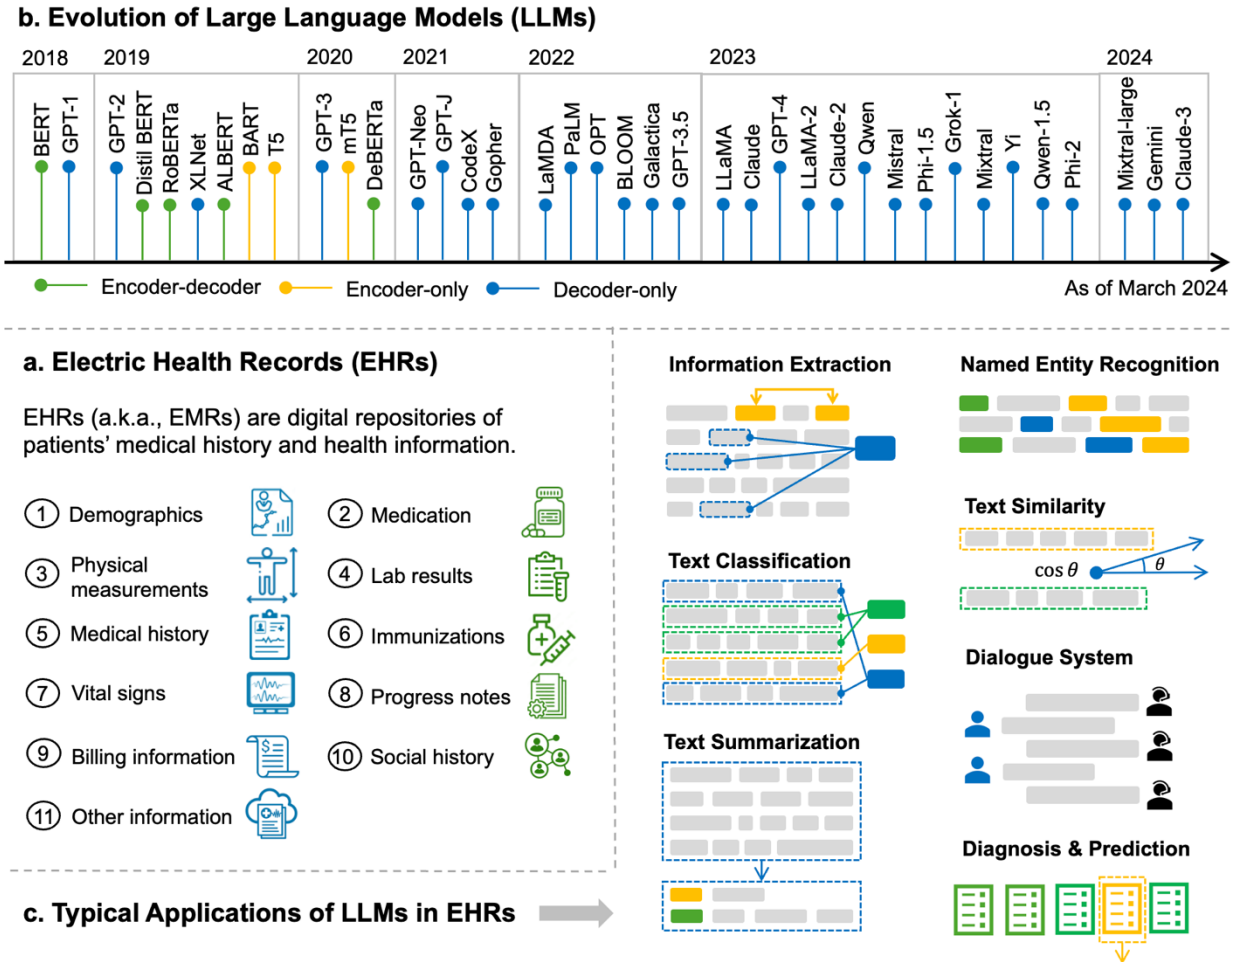 b. Evolution of Large Language Models (LLMs)
2018
2019
2020
2021
2022
2023
2024
BERT
GPT-1
GPT-2
Distil BERT
RoBERTa
XLNet
ALBERT
BART
T5
GPT-3
mT5
DeBERTa
GPT-Neo
GPT-J
CodeX
Gopher
LaMDA
PaLM
OPT
BLOOM
Galactica
GPT-3.5
LLaMA
Claude
GPT-4
LLaMA-2
Claude-2
Qwen
Mistral
Phi-1.5
Grok-1
Mixtral
Yi
Qwen-1.5
Phi-2
Mixtral-large
Gemini
Claude-3
Encoder-decoder
Encoder-only
Decoder-only
As of March 2024
a. Electric Health Records (EHRs)
EHRs (a.k.a., EMRs) are digital repositories of
patients' medical history and health information.
1 Demographics
2 Medication
3 Physical
measurements
4 Lab results
5 Medical history
6 Immunizations
7 Vital signs
8 Progress notes
9 Billing information
10 Social history
11 Other information
c. Typical Applications of LLMs in EHRs
Information Extraction
Named Entity Recognition
Text Similarity
cos θ
θ
Text Classification
Dialogue System
Text Summarization
Diagnosis & Prediction